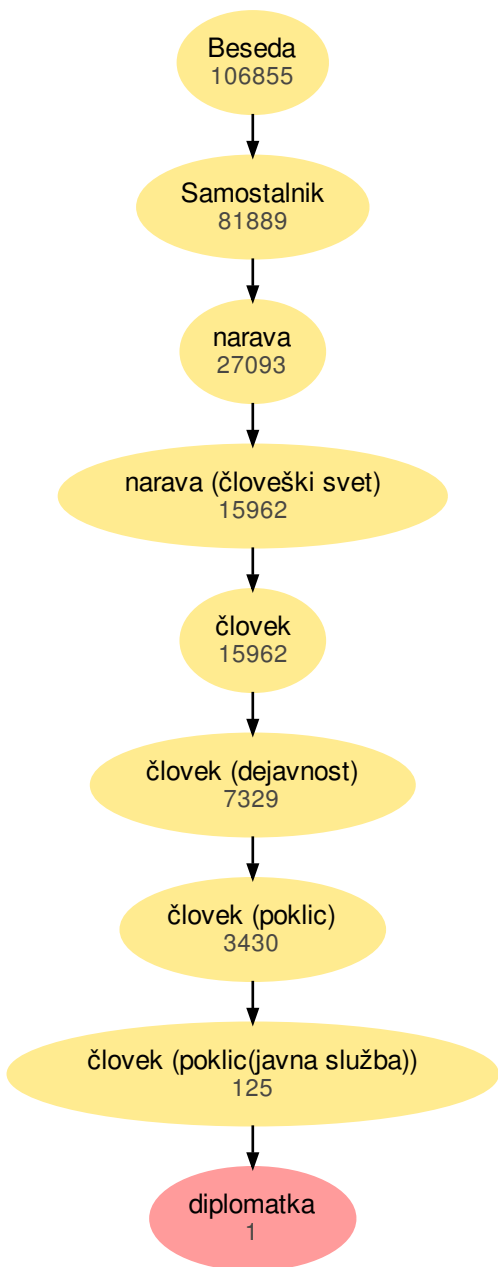 Beseda
106855
Samostalnik
81889
narava
27093
narava (človeški svet)
15962
človek
15962
človek (dejavnost)
7329
človek (poklic)
3430
človek (poklic(javna služba))
125
diplomatka
1